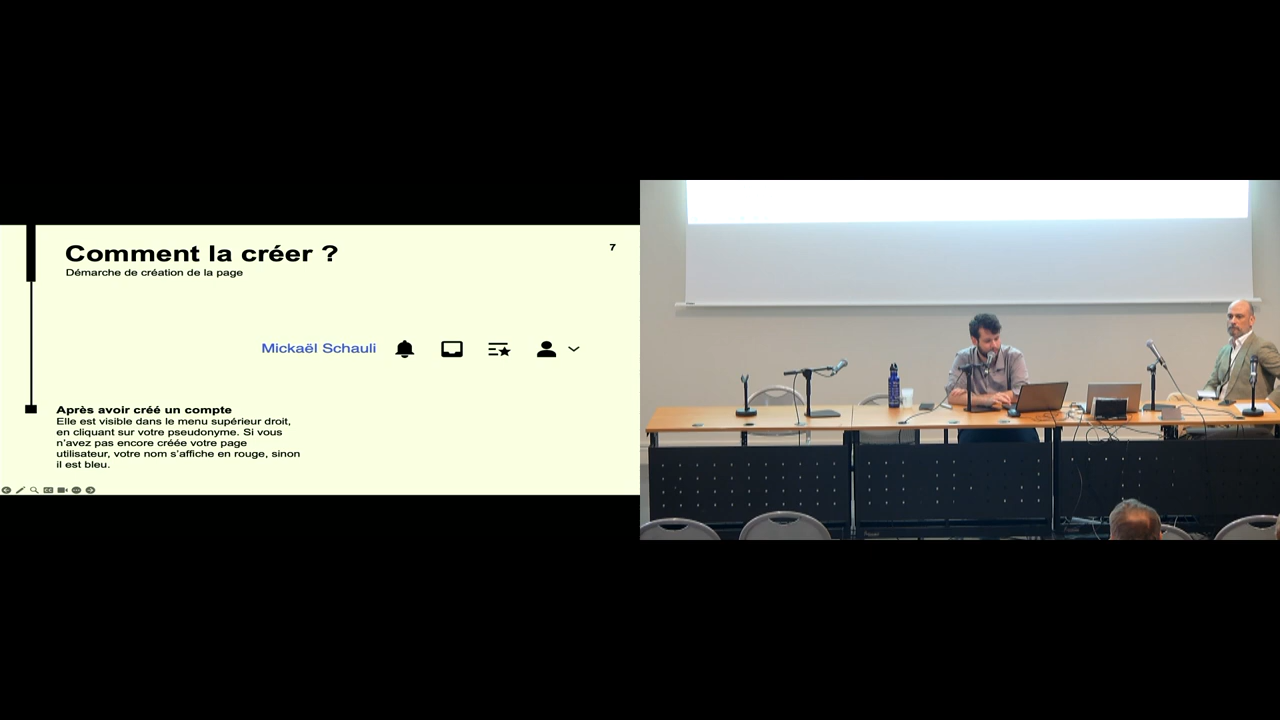 Comment la créer ?
7
Démarche de création de la page
Mickaël Schauli
Après avoir créé un compte
Elle est visible dans le menu supérieur droit,
en cliquant sur votre pseudonyme. Si vous
n’avez pas encore créée votre page
utilisateur, votre nom s’affiche en rouge, sinon
il est bleu.